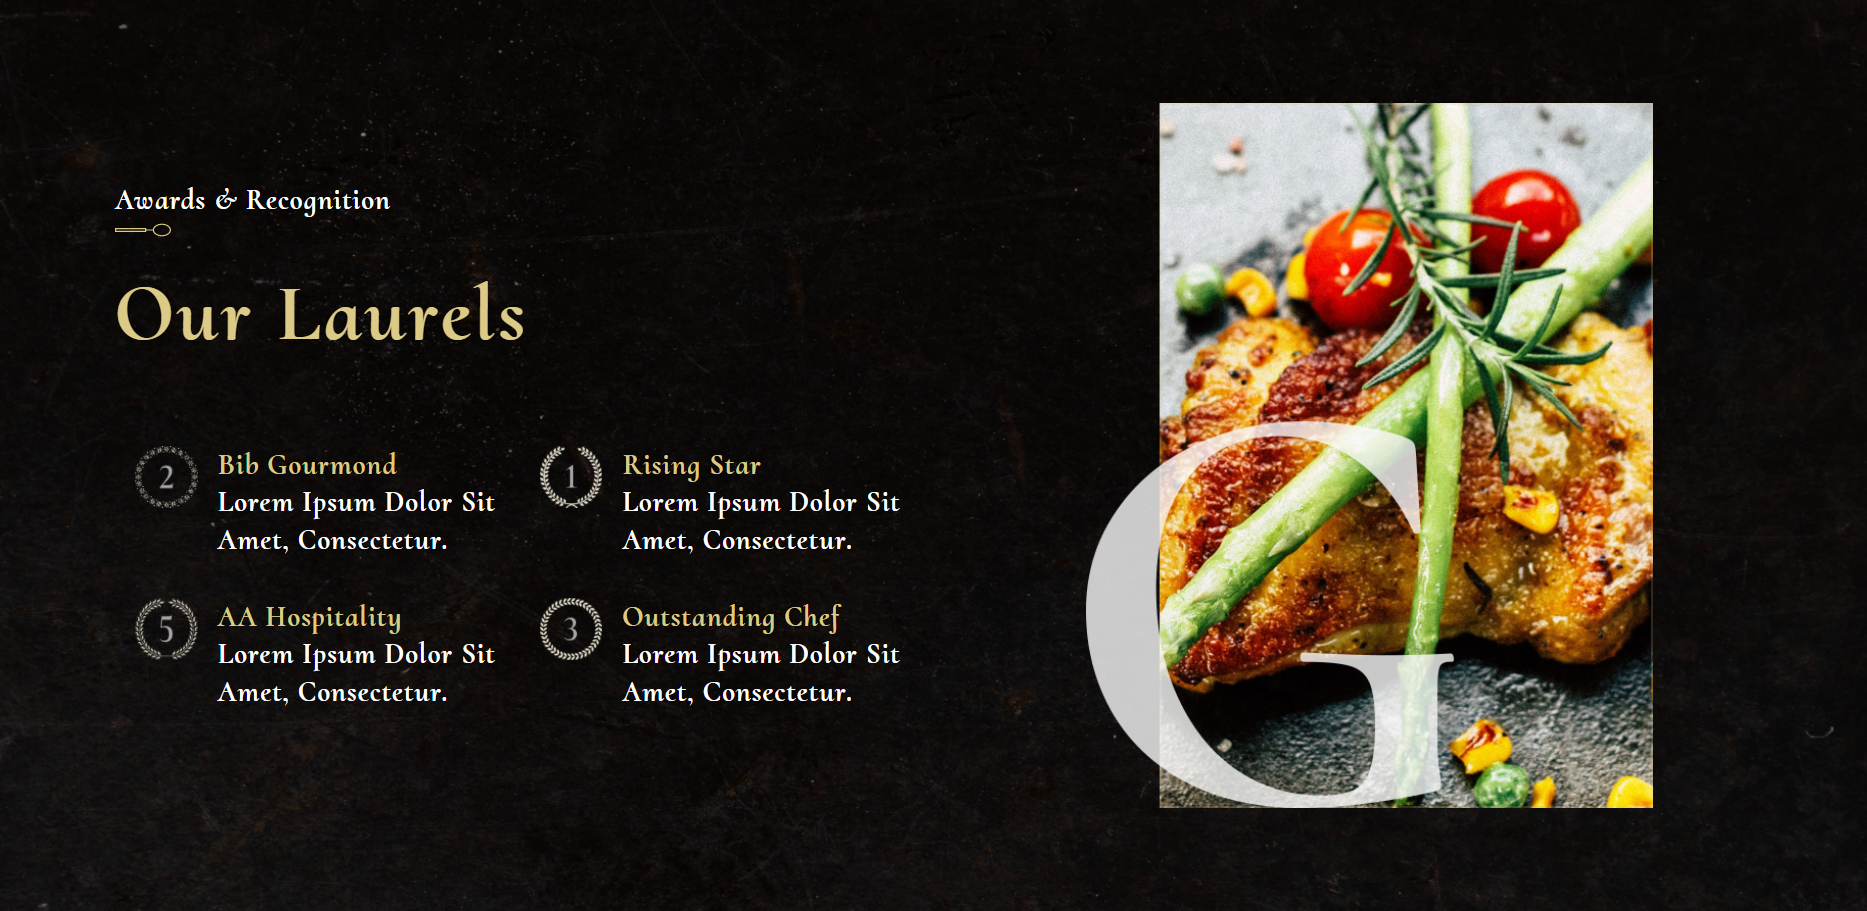 Awards & Recognition
Our Laurels
2
Bib Gourmond
Lorem Ipsum Dolor Sit
Amet, Consectetur.
1
Rising Star
Lorem Ipsum Dolor Sit
Amet, Consectetur.
5
AA Hospitality
Lorem Ipsum Dolor Sit
Amet, Consectetur.
3
Outstanding Chef
Lorem Ipsum Dolor Sit
Amet, Consectetur.
G